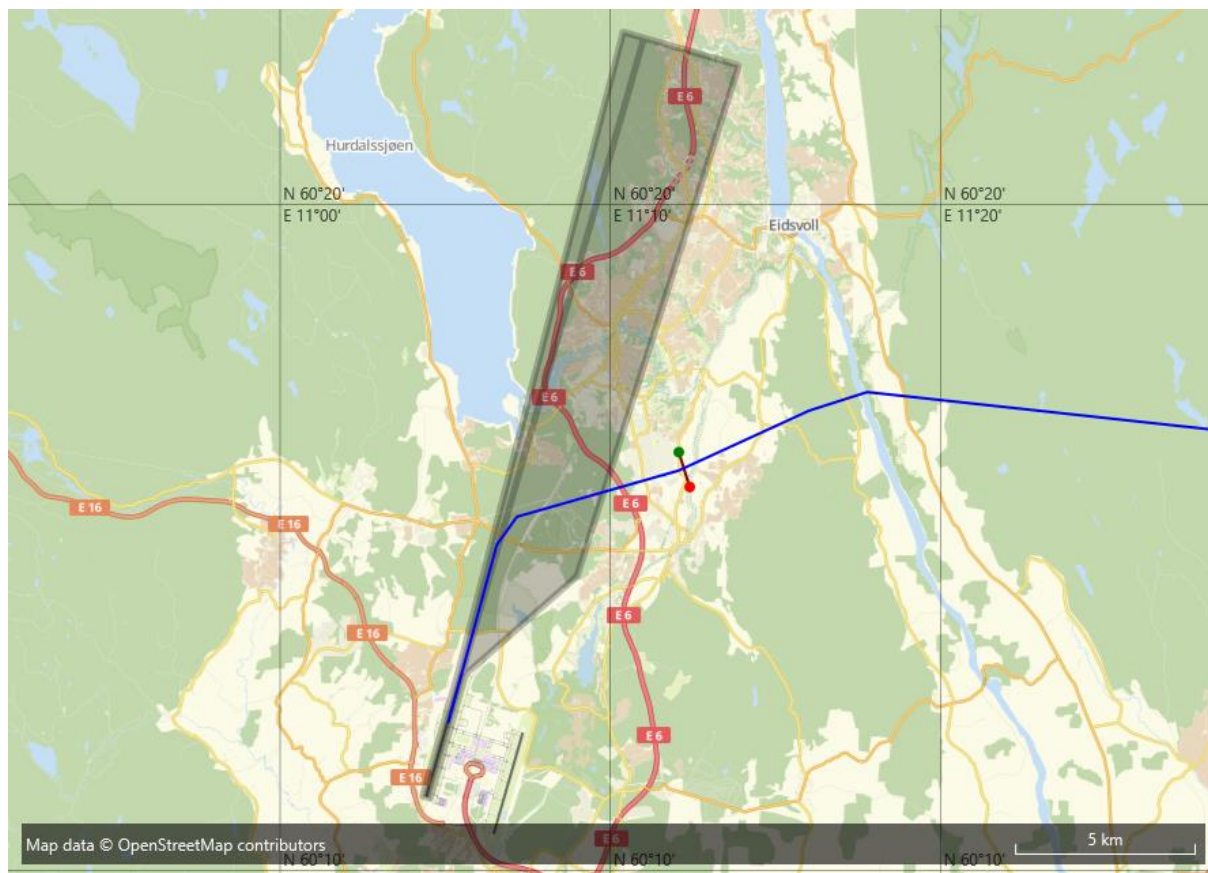 E 6
Hurdalssjøen
N 60°20'
E 11°00'
N 60°20'
E 11°10'
N 60°20'
E 11°20'
Eidsvoll
E 6
E 6
E 16
E 6
E 16
E 6
E 16
E 6
E 16
E 6
Map data © OpenStreetMap contributors
5 km
N 60°10'
N 60°10'
N 60°10'